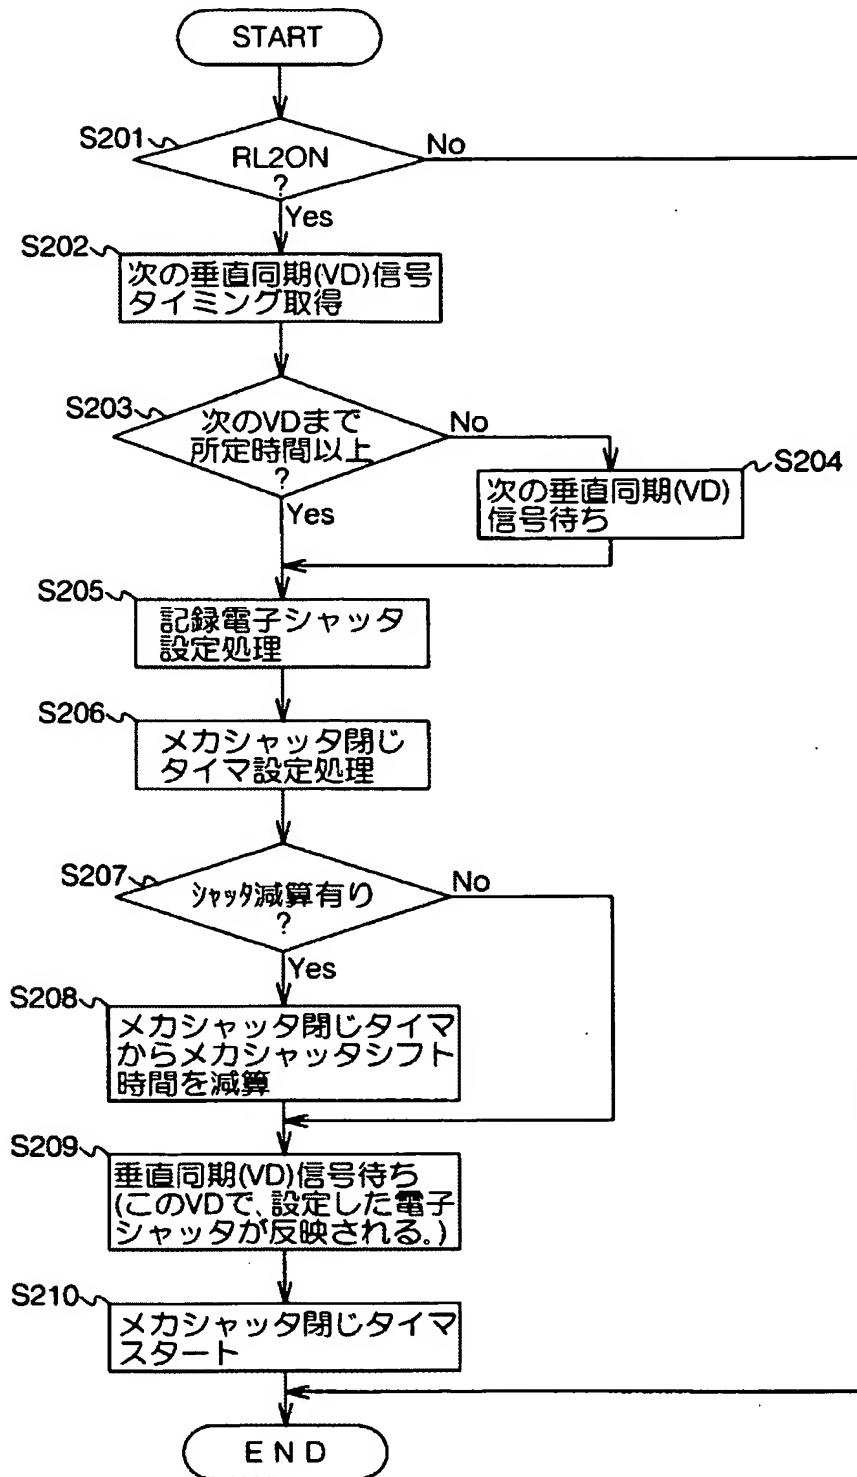 START
S201
RL2ON
?
No
Yes
S202
次の垂直同期(VD)信号
タイミング取得
S203
次のVDまで
所定時間以上
?
No
Yes
S204
次の垂直同期(VD)
信号待ち
S205
記録電子シャッタ
設定処理
S206
メカシャッタ閉じ
タイマ設定処理
S207
シャッタ減算有り
?
No
Yes
S208
メカシャッタ閉じタイマ
からメカシャッタシフト
時間を減算
S209
垂直同期(VD)信号待ち
(このVDで、設定した電子
シャッタが反映される。)
S210
メカシャッタ閉じタイマ
スタート
END